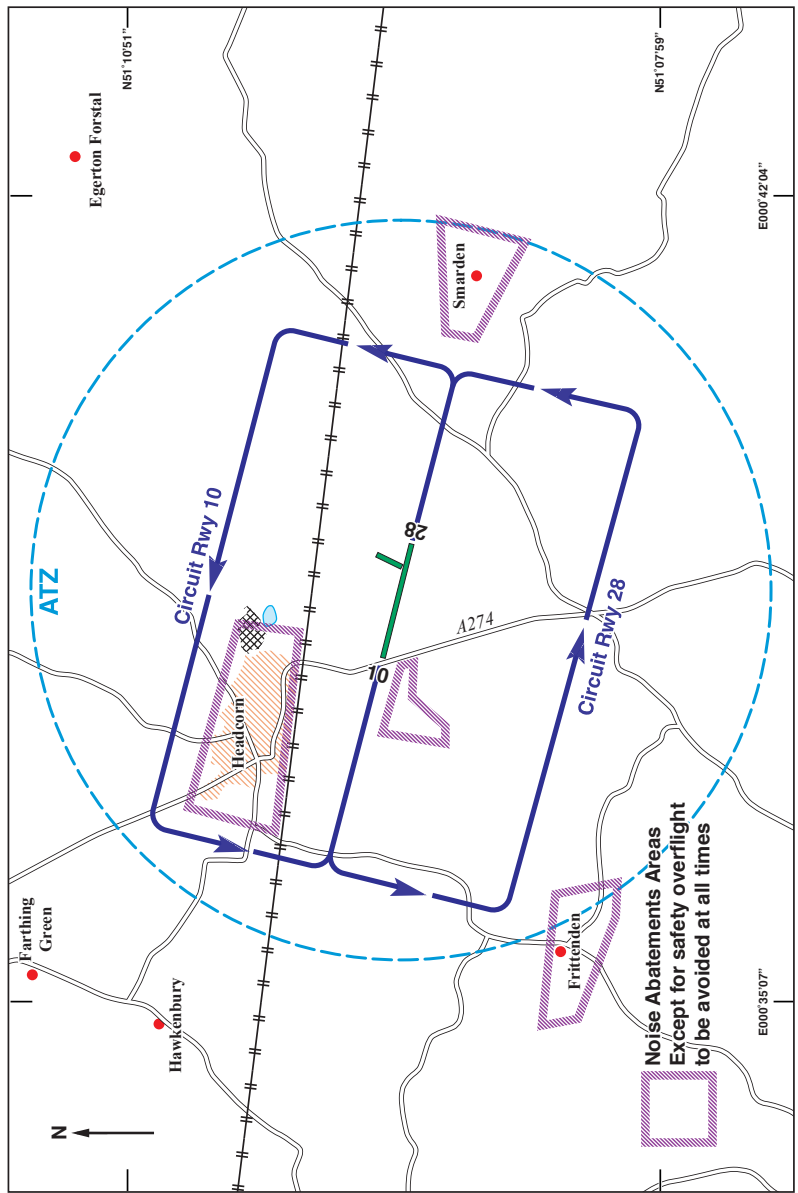 N51°10'51"
N51°07'59"
Egerton Forstal
E000°42'04"
Smarden
ATZ
Circuit Rwy 10
28
A274
Circuit Rwy 28
10
Headcorn
Farthing
Green
Hawkenbury
Frittenden
E000°35'07"
N
Noise Abatements Areas
Except for safety overflight
to be avoided at all times